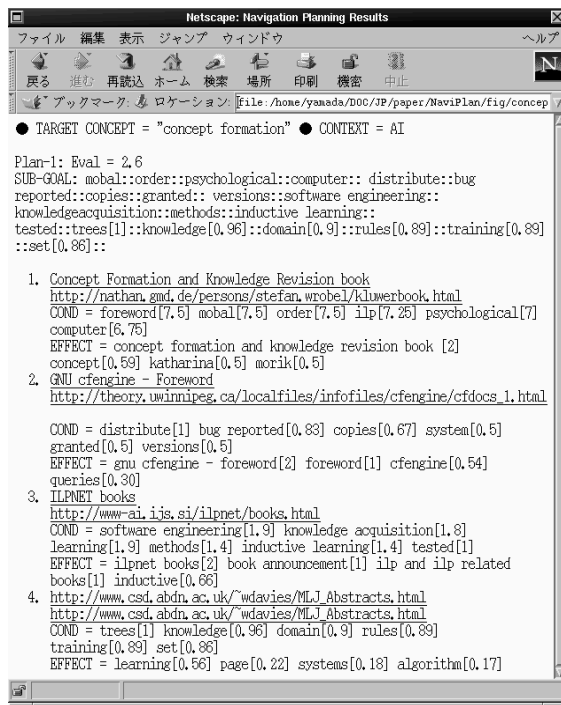 Netscape: Navigation Planning Results
ファイル 編集 表示 ジャンプ ウィンドウ ヘルプ
戻る 進む 再読込 ホーム 検索 場所 印刷 機密 中止
N
ブックマーク: ロケーション: file:/home/yamada/DOC/JP/paper/NaviPlan/fig/concep
● TARGET CONCEPT = "concept formation" ● CONTEXT = AI
Plan-1: Eval = 2.6
SUB-GOAL: mobal::order::psychological::computer:: distribute::bug
reported::copies::granted:: versions::software engineering::
knowledgeacquisition::methods::inductive learning::
tested::trees[1]::knowledge[0.96]::domain[0.9]::rules[0.89]::training[0.89]
::set[0.86]::
1. Concept Formation and Knowledge Revision book
http://nathan.gmd.de/persons/stefan.wrobel/kluwerbook.html
COND = foreword[7.5] mobal[7.5] order[7.5] ilp[7.25] psychological[7]
computer[6.75]
EFFECT = concept formation and knowledge revision book [2]
concept[0.59] katharina[0.5] morik[0.5]
2. GNU cfengine - Foreword
http://theory.uwinnipeg.ca/localfiles/infofiles/cfengine/cfdocs_1.html
COND = distribute[1] bug reported[0.83] copies[0.67] system[0.5]
granted[0.5] versions[0.5]
EFFECT = gnu cfengine - foreword[2] foreword[1] cfengine[0.54]
queries[0.30]
3. ILPNET books
http://www-ai.ijs.si/ilpnet/books.html
COND = software engineering[1.9] knowledge acquisition[1.8]
learning[1.9] methods[1.4] inductive learning[1.4] tested[1]
EFFECT = ilpnet books[2] book announcement[1] ilp and ilp related
books[1] inductive[0.66]
4. http://www.csd.abdn.ac.uk/~wdavies/MLJ_Abstracts.html
http://www.csd.abdn.ac.uk/~wdavies/MLJ_Abstracts.html
COND = trees[1] knowledge[0.96] domain[0.9] rules[0.89]
training[0.89] set[0.86]
EFFECT = learning[0.56] page[0.22] systems[0.18] algorithm[0.17]